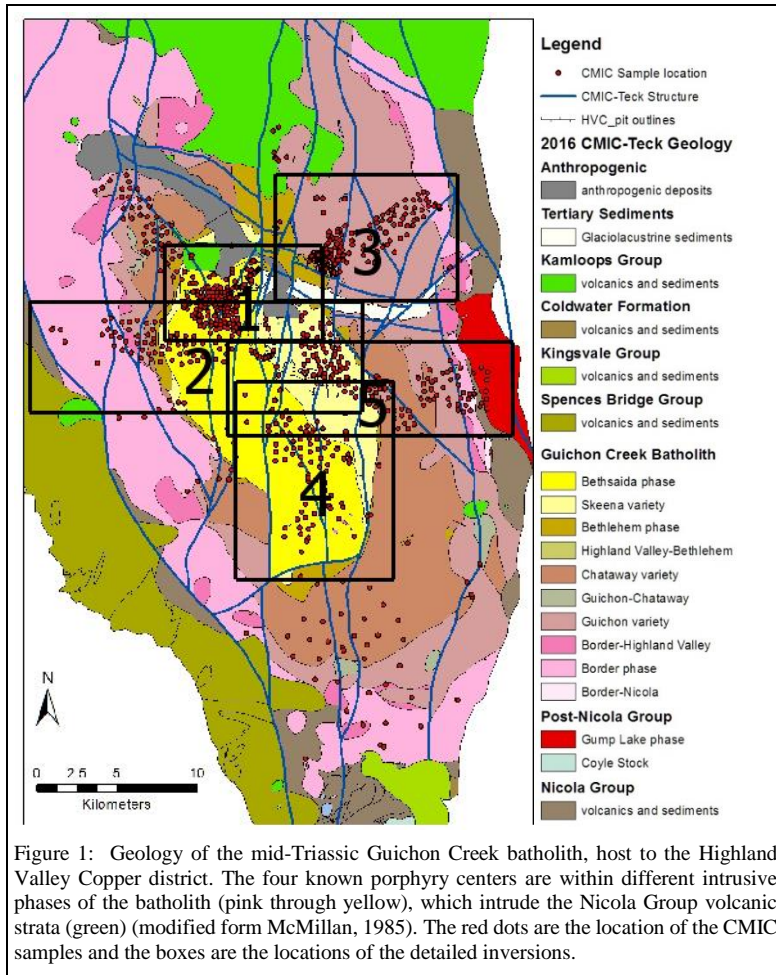 Legend
CMIC Sample location
CMIC-Teck Structure
HVC_pit outlines
2016 CMIC-Teck Geology
Anthropogenic
anthropogenic deposits
Tertiary Sediments
Glaciolacustrine sediments
Kamloops Group
volcanics and sediments
Coldwater Formation
volcanics and sediments
Kingsvale Group
volcanics and sediments
Spences Bridge Group
volcanics and sediments
Guichon Creek Batholith
Bethsaida phase
Skeena variety
Bethlehem phase
Highland Valley-Bethlehem
Chataway variety
Guichon-Chataway
Guichon variety
Border-Highland Valley
Border phase
Border-Nicola
Post-Nicola Group
Gump Lake phase
Coyle Stock
Nicola Group
volcanics and sediments
3
1
2
5
4
N
0 2.5 5 10
Kilometers
Figure 1: Geology of the mid-Triassic Guichon Creek batholith, host to the Highland
Valley Copper district. The four known porphyry centers are within different intrusive
phases of the batholith (pink through yellow), which intrude the Nicola Group volcanic
strata (green) (modified form McMillan, 1985). The red dots are the location of the CMIC
samples and the boxes are the locations of the detailed inversions.